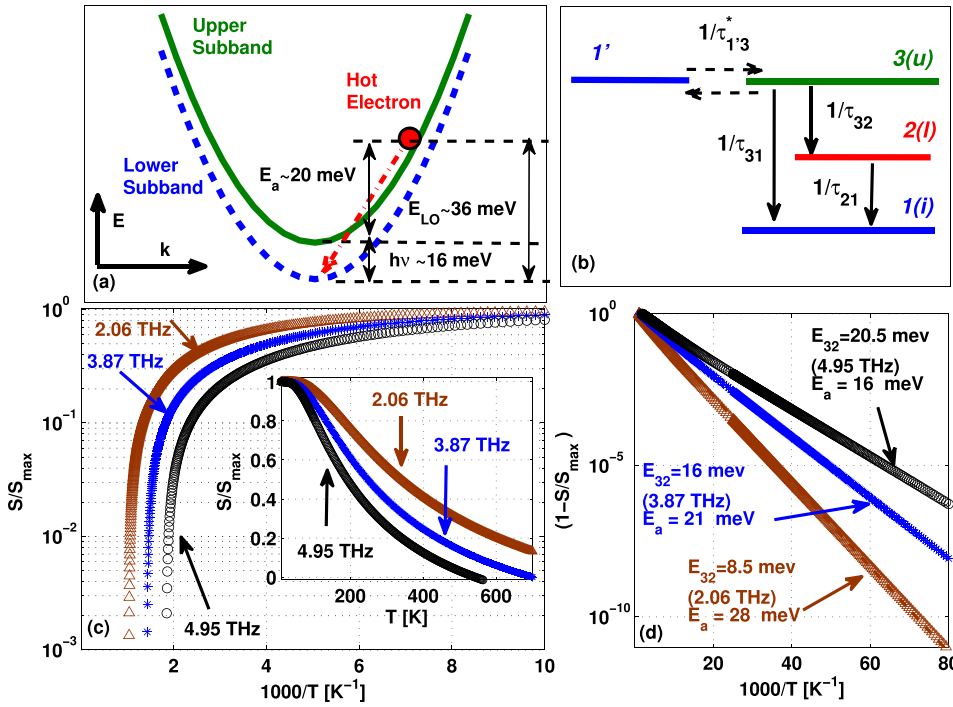 Upper
Subband
Hot
Electron
Lower
Subband
E_a~20 meV
E_LO~36 meV
hν ~16 meV
E
k
(a)
1'
1/τ*_1'3
3(u)
1/τ_32
2(l)
1/τ_31
1/τ_21
1(i)
(b)
10^0
10^-1
10^-2
10^-3
S/S_max
2.06 THz
3.87 THz
4.95 THz
(c)
2
4
6
8
10
1000/T [K^-1]
1
0.8
0.6
0.4
0.2
0
S/S_max
2.06 THz
3.87 THz
4.95 THz
200
400
600
T [K]
10^0
10^-5
10^-10
(1−S/S_max)
E_32=20.5 mev
(4.95 THz)
E_a = 16 meV
E_32=16 mev
(3.87 THz)
E_a = 21 meV
E_32=8.5 mev
(2.06 THz)
E_a = 28 meV
(d)
20
40
60
80
1000/T [K^-1]